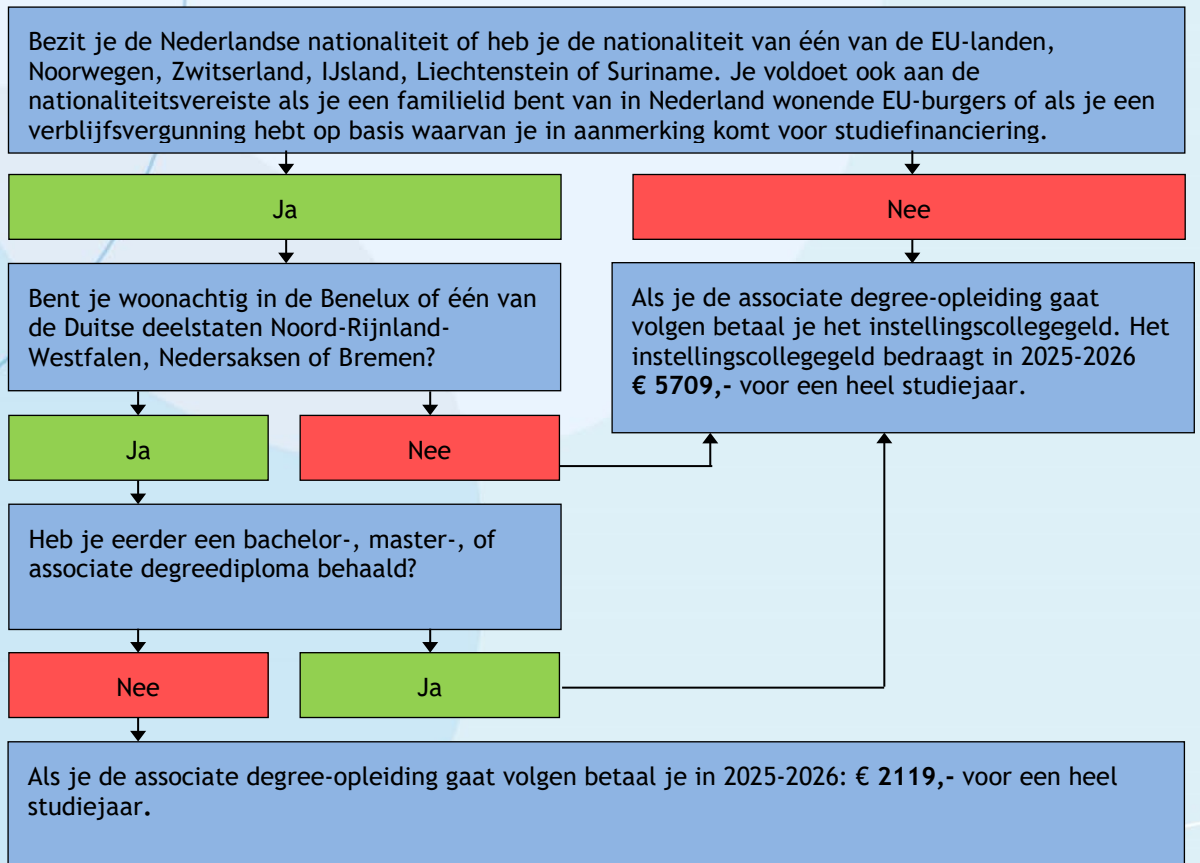 Bezit je de Nederlandse nationaliteit of heb je de nationaliteit van één van de EU-landen,
Noorwegen, Zwitserland, IJsland, Liechtenstein of Suriname. Je voldoet ook aan de
nationaliteitsvereiste als je een familielid bent van in Nederland wonende EU-burgers of als je een
verblijfsvergunning hebt op basis waarvan je in aanmerking komt voor studiefinanciering.
Ja
Nee
Bent je woonachtig in de Benelux of één van
de Duitse deelstaten Noord-Rijnland-
Westfalen, Nedersaksen of Bremen?
Als je de associate degree-opleiding gaat
volgen betaal je het instellingscollegegeld. Het
instellingscollegegeld bedraagt in 2025-2026
€ 5709,- voor een heel studiejaar.
Ja
Nee
Heb je eerder een bachelor-, master-, of
associate degreediploma behaald?
Nee
Ja
Als je de associate degree-opleiding gaat volgen betaal je in 2025-2026: € 2119,- voor een heel
studiejaar.